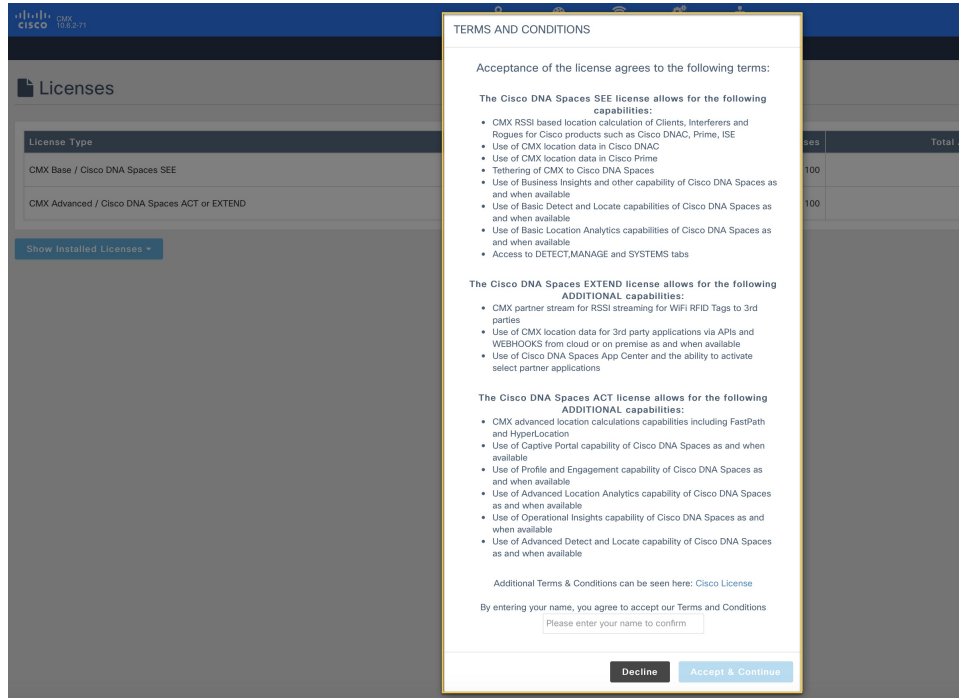 CISCO CMX
10.6.2-71
Licenses
License Type
CMX Base / Cisco DNA Spaces SEE
100
CMX Advanced / Cisco DNA Spaces ACT or EXTEND
100
Total
Show Installed Licenses
TERMS AND CONDITIONS
Acceptance of the license agrees to the following terms:
The Cisco DNA Spaces SEE license allows for the following
capabilities:
• CMX RSSI based location calculation of Clients, Interferers and
Rogues for Cisco products such as Cisco DNAC, Prime, ISE
• Use of CMX location data in Cisco DNAC
• Use of CMX location data in Cisco Prime
• Tethering of CMX to Cisco DNA Spaces
• Use of Business Insights and other capability of Cisco DNA Spaces as
and when available
• Use of Basic Detect and Locate capabilities of Cisco DNA Spaces as
and when available
• Use of Basic Location Analytics capabilities of Cisco DNA Spaces as
and when available
• Access to DETECT,MANAGE and SYSTEMS tabs
The Cisco DNA Spaces EXTEND license allows for the following
ADDITIONAL capabilities:
• CMX partner stream for RSSI streaming for WiFi RFID Tags to 3rd
parties
• Use of CMX location data for 3rd party applications via APIs and
WEBHOOKS from cloud or on premise as and when available
• Use of Cisco DNA Spaces App Center and the ability to activate
select partner applications
The Cisco DNA Spaces ACT license allows for the following
ADDITIONAL capabilities:
• CMX advanced location calculations capabilities including FastPath
and HyperLocation
• Use of Captive Portal capability of Cisco DNA Spaces as and when
available
• Use of Profile and Engagement capability of Cisco DNA Spaces as
and when available
• Use of Advanced Location Analytics capability of Cisco DNA Spaces
as and when available
• Use of Operational Insights capability of Cisco DNA Spaces as and
when available
• Use of Advanced Detect and Locate capability of Cisco DNA Spaces
as and when available
Additional Terms & Conditions can be seen here: Cisco License
By entering your name, you agree to accept our Terms and Conditions
Please enter your name to confirm
Decline
Accept & Continue